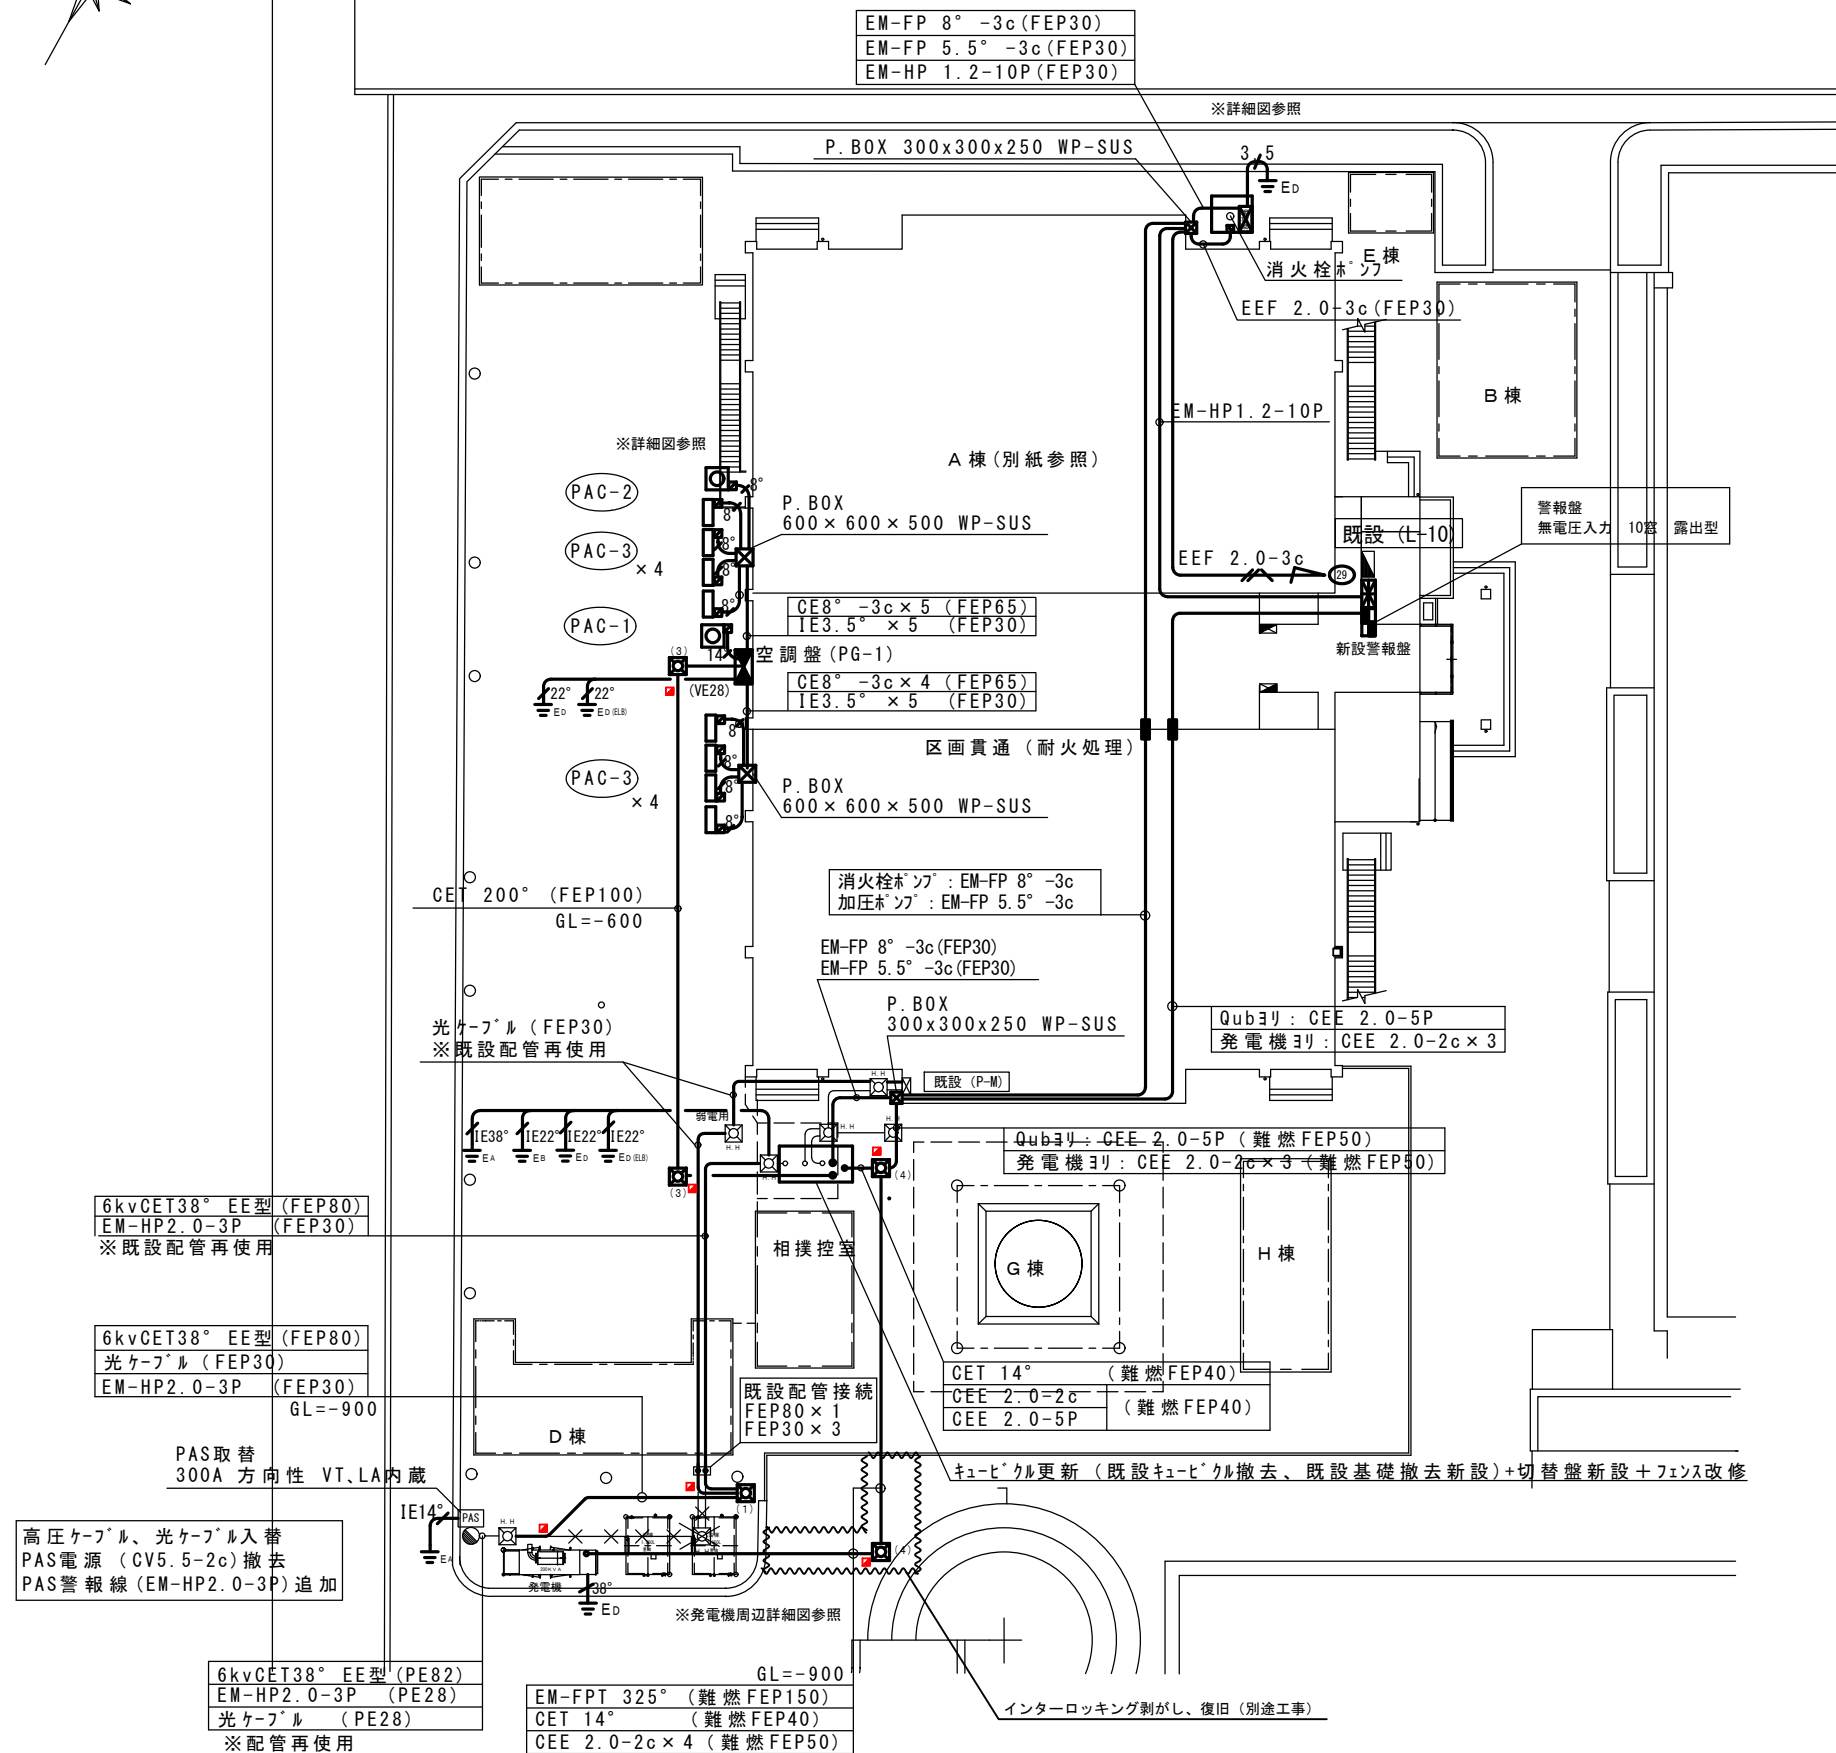 EM-FP 8° -3c(FEP30)
EM-FP 5.5° -3c(FEP30)
EM-HP 1.2-10P(FEP30)
※詳細図参照
P.BOX 300x300x250 WP-SUS
3 5
ED
E棟
消火栓ポンプ
EEF 2.0-3c(FEP30)
B棟
EM-HP1.2-10P
※詳細図参照
A棟(別紙参照)
PAC-2
8°
P.BOX
600×600×500 WP-SUS
8°
警報盤
無電圧入力 10窓 露出型
既設 (L-10)
PAC-3
×4
8°
8°
EEF 2.0-3c
29
8°
CE8° -3c×5 (FEP65)
IE3.5° ×5 (FEP30)
PAC-1
14°
空調盤(PG-1)
新設警報盤
(3)
(VE28)
22°
ED
22°
ED(ELB)
CE8° -3c×4 (FEP65)
IE3.5° ×5 (FEP30)
8°
区画貫通 (耐火処理)
8°
PAC-3
×4
8°
P.BOX
600×600×500 WP-SUS
8°
CET 200° (FEP100)
GL=-600
消火栓ポンプ : EM-FP 8° -3c
加圧ポンプ : EM-FP 5.5° -3c
EM-FP 8° -3c(FEP30)
EM-FP 5.5° -3c(FEP30)
P.BOX
300x300x250 WP-SUS
Qubヨリ: CEE 2.0-5P
発電機ヨリ: CEE 2.0-2c×3
光ケーブル (FEP30)
※既設配管再使用
H.H
既設 (P-M)
弱電用
H.H
H.H
H.H
IE38°
EA
IE22°
EB
IE22°
ED
IE22°
ED(ELB)
Qubヨリ: CEE 2.0-5P (難燃FEP50)
発電機ヨリ: CEE 2.0-2c×3 (難燃FEP50)
H.H
(4)
(3)
6kvCET38° EE型(FEP80)
EM-HP2.0-3P (FEP30)
※既設配管再使用
相撲控室
G棟
H棟
6kvCET38° EE型(FEP80)
光ケーブル (FEP30)
EM-HP2.0-3P (FEP30)
GL=-900
既設配管接続
FEP80×1
FEP30×3
CET 14° (難燃FEP40)
CEE 2.0-2c
CEE 2.0-5P
(難燃FEP40)
D棟
PAS取替
300A 方向性 VT、LA内蔵
キュービクル更新 (既設キュービクル撤去、既設基礎撤去新設)+切替盤新設+フェンス改修
(1)
IE14°
PAS
H.H
EA
高圧ケーブル、光ケーブル入替
PAS電源 (CV5.5-2c)撤去
PAS警報線(EM-HP2.0-3P)追加
(4)
200KVA
発電機
38°
ED
※発電機周辺詳細図参照
6kvCET38° EE型(PE82)
EM-HP2.0-3P (PE28)
光ケーブル (PE28)
※配管再使用
GL=-900
EM-FPT 325° (難燃FEP150)
CET 14° (難燃FEP40)
CEE 2.0-2c×4 (難燃FEP50)
インターロッキング剥がし、復旧 (別途工事)